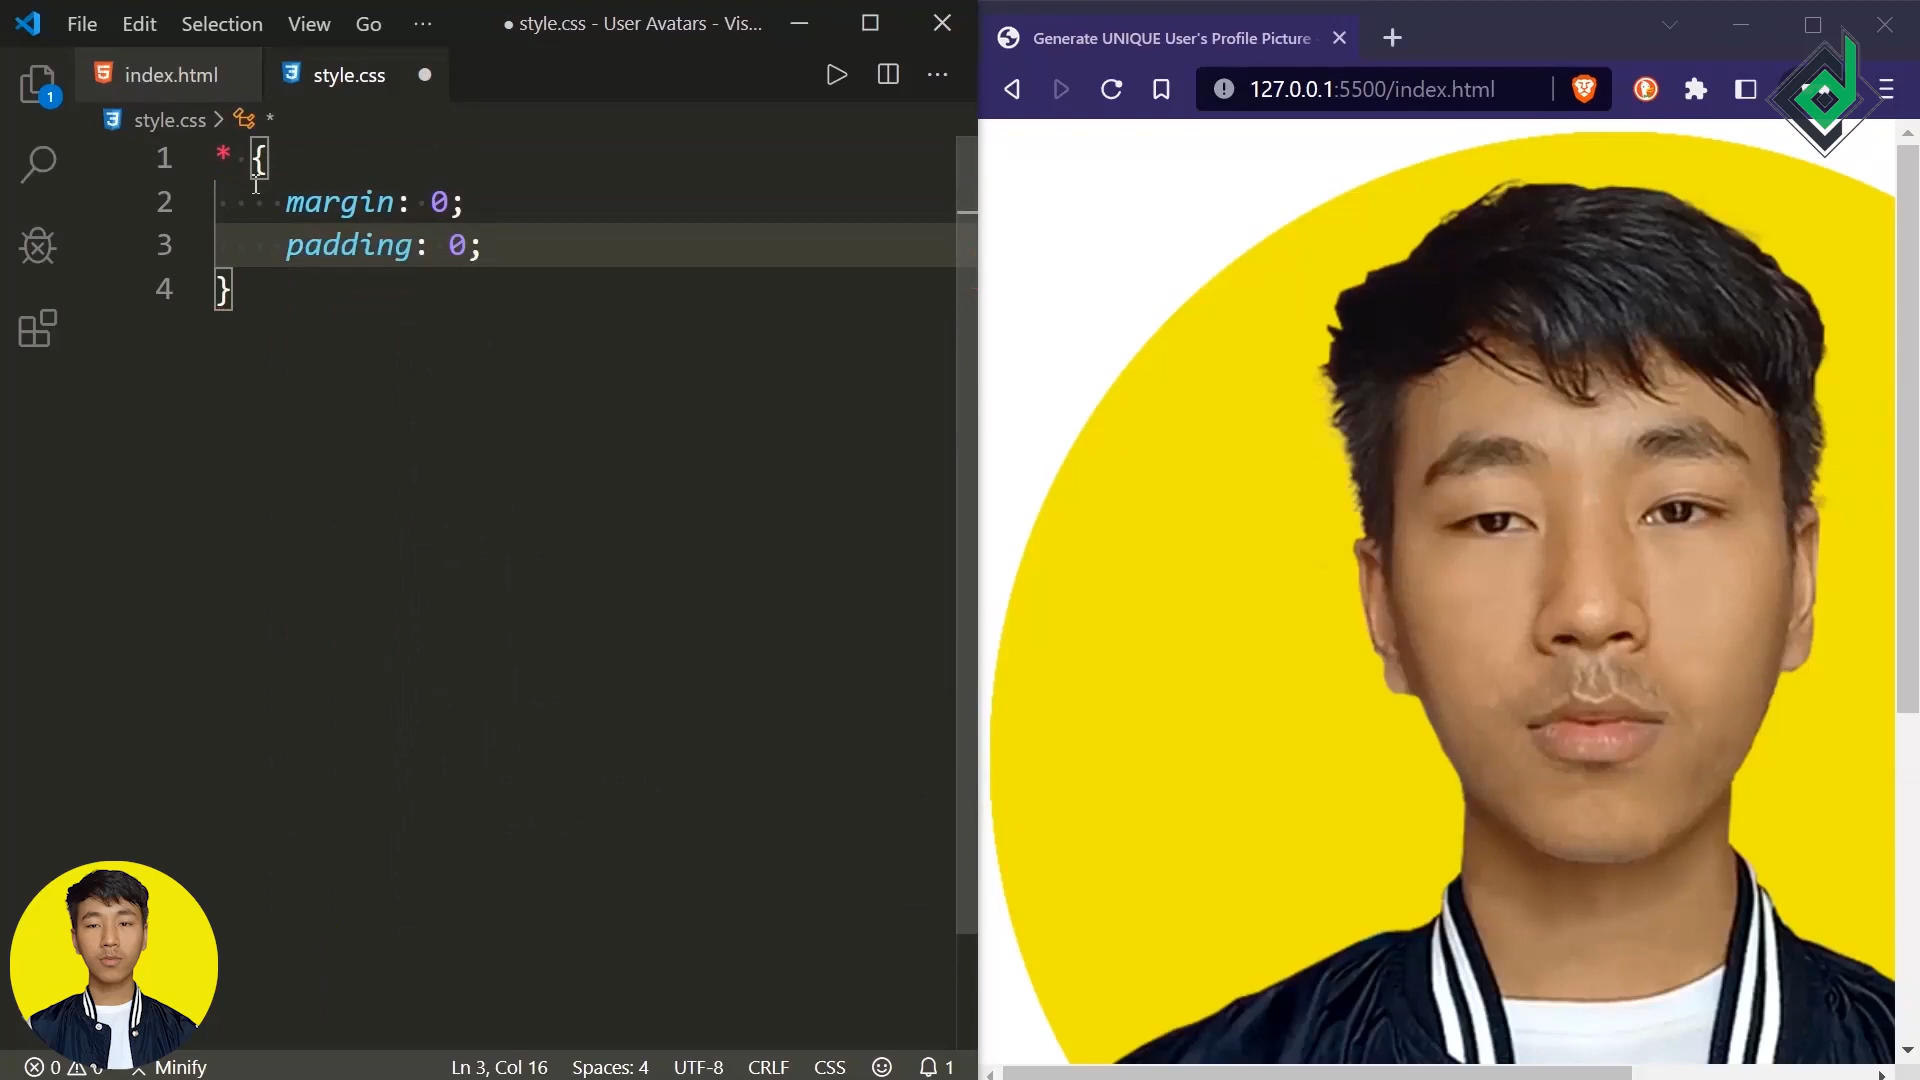 File Edit Selection View Go ··· ● style.css - User Avatars - Vis...
index.html style.css ●
style.css > *
1 * {
2 margin: 0;
3 padding: 0;
4 }
1
0 Minify Ln 3, Col 16 Spaces: 4 UTF-8 CRLF CSS 1
Generate UNIQUE User's Profile Picture
127.0.0.1:5500/index.html